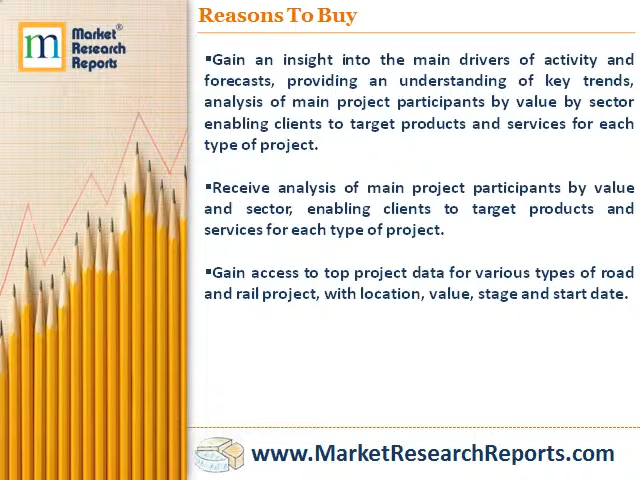 Market®
Research
Reports
Reasons To Buy
▪Gain an insight into the main drivers of activity and
forecasts, providing an understanding of key trends,
analysis of main project participants by value by sector
enabling clients to target products and services for each
type of project.
▪Receive analysis of main project participants by value
and sector, enabling clients to target products and
services for each type of project.
▪Gain access to top project data for various types of road
and rail project, with location, value, stage and start date.
www.MarketResearchReports.com